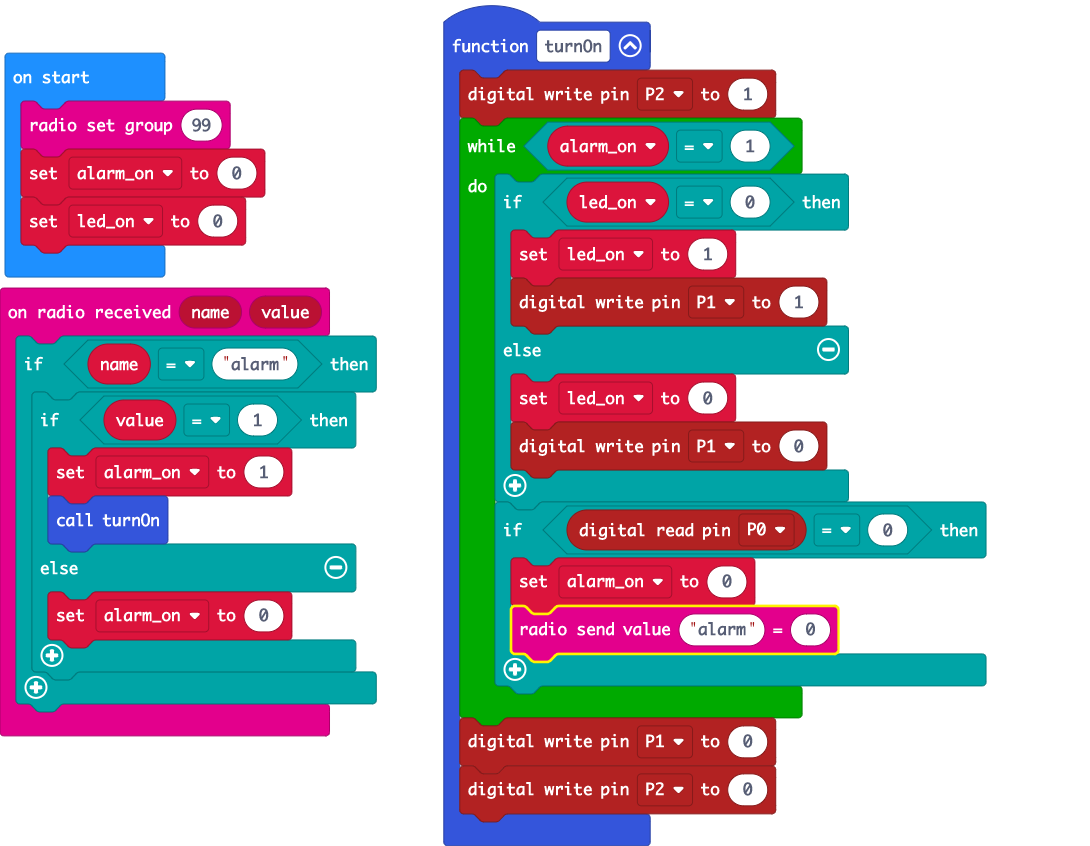 on start
radio set group 99
set alarm_on to 0
set led_on to 0
on radio received name value
if name = "alarm" then
if value = 1 then
set alarm_on to 1
call turnOn
else
set alarm_on to 0
function turnOn
digital write pin P2 to 1
while alarm_on = 1
do
if led_on = 0 then
set led_on to 1
digital write pin P1 to 1
else
set led_on to 0
digital write pin P1 to 0
if digital read pin P0 = 0 then
set alarm_on to 0
radio send value "alarm" = 0
digital write pin P1 to 0
digital write pin P2 to 0